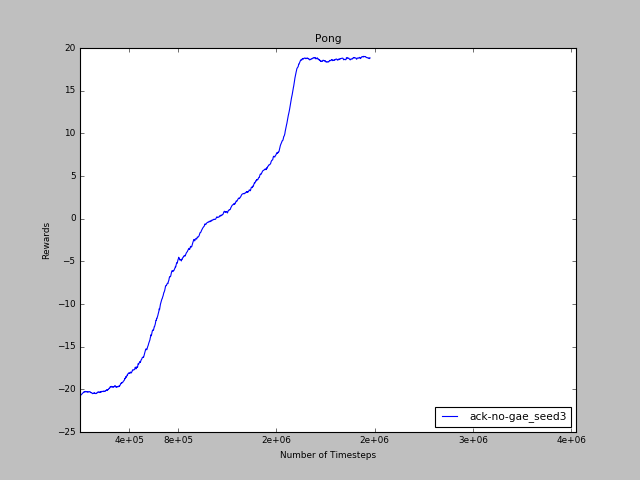 Pong
20
15
10
5
0
−5
−10
−15
−20
−25
Rewards
4e+05 8e+05 2e+06 2e+06 3e+06 4e+06
Number of Timesteps
ack-no-gae_seed3